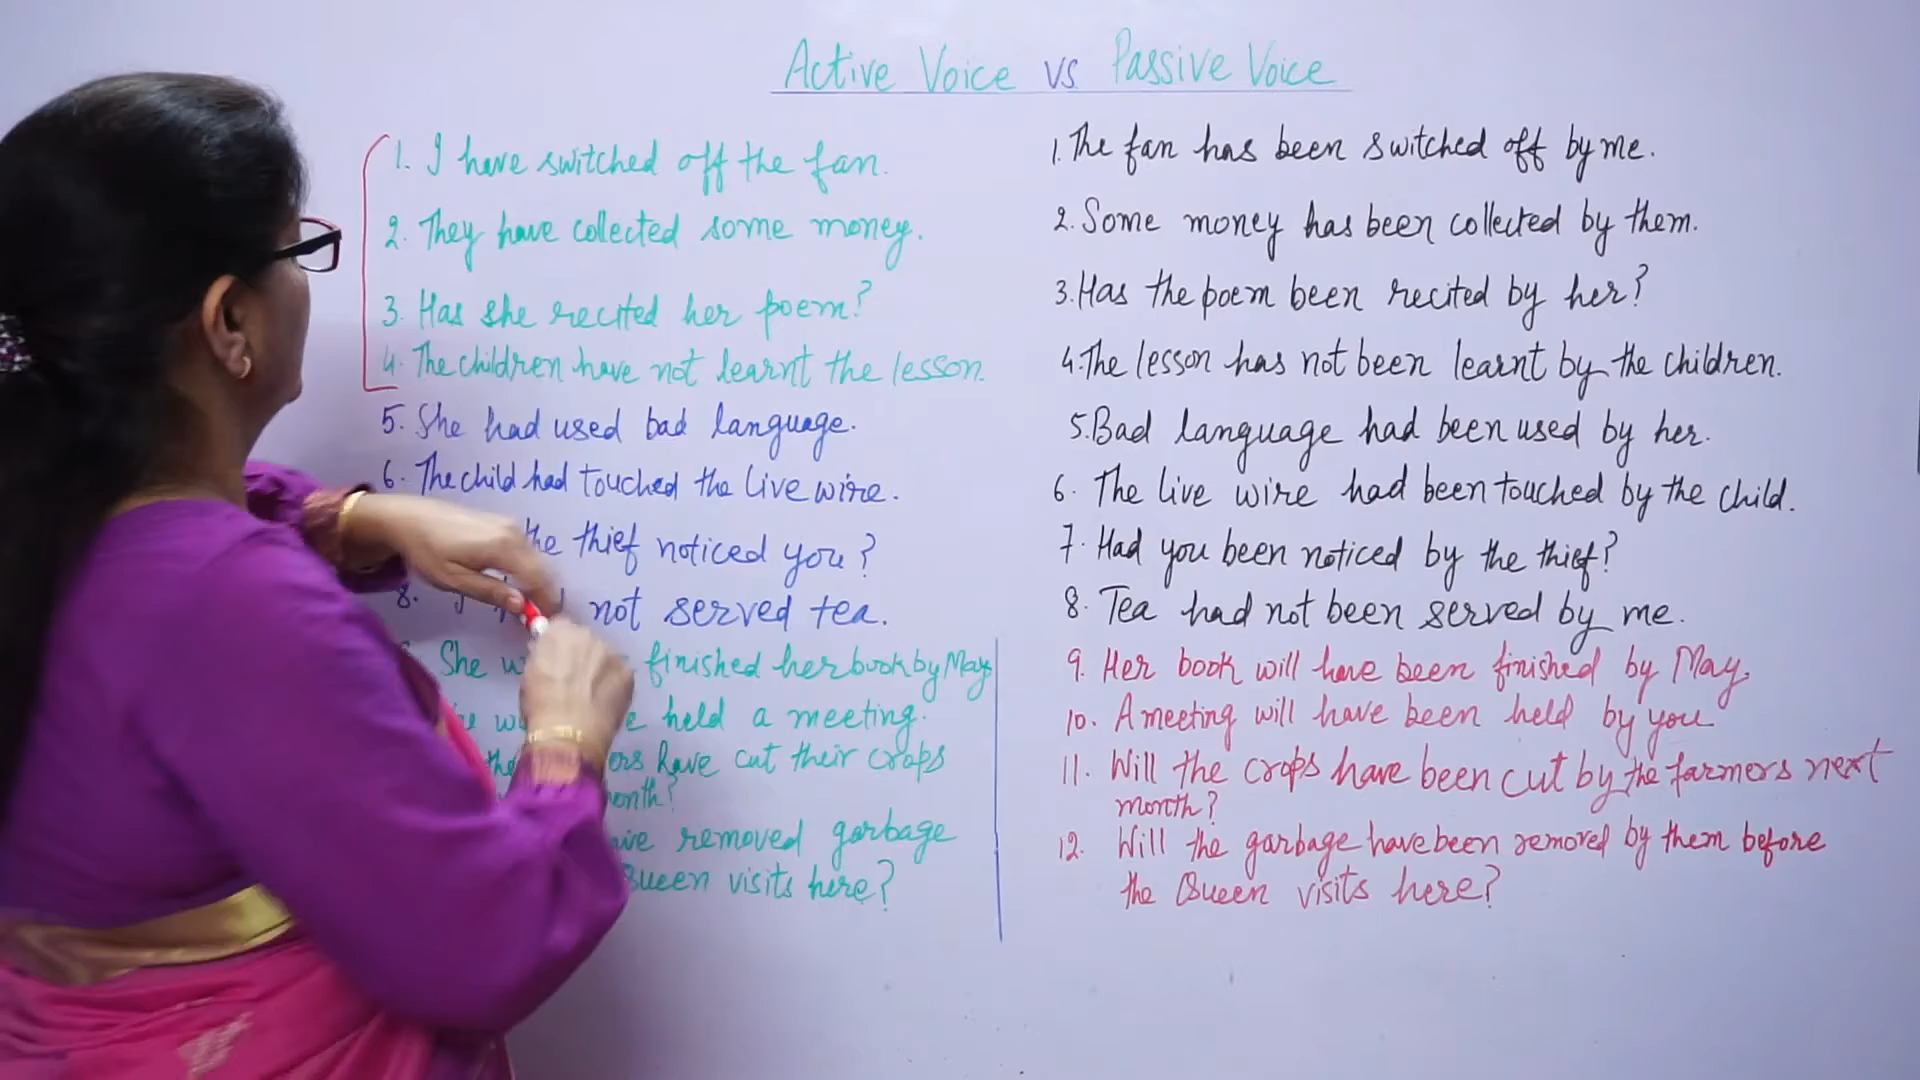 Active Voice vs Passive Voice
1. I have switched off the fan.
2. They have collected some money.
3. Has she recited her poem?
4. The children have not learnt the lesson.
5. She had used bad language.
6. The child had touched the live wire.
the thief noticed you?
8. I not served tea.
She finished her book by May
held a meeting.
the have cut their crops
removed garbage
Queen visits here?
1. The fan has been switched off by me.
2. Some money has been collected by them.
3. Has the poem been recited by her?
4. The lesson has not been learnt by the children.
5. Bad language had been used by her.
6. The live wire had been touched by the child.
7. Had you been noticed by the thief?
8. Tea had not been served by me.
9. Her book will have been finished by May.
10. A meeting will have been held by you
11. Will the crops have been cut by the farmers next
month?
12. Will the garbage have been removed by them before
the Queen visits here?